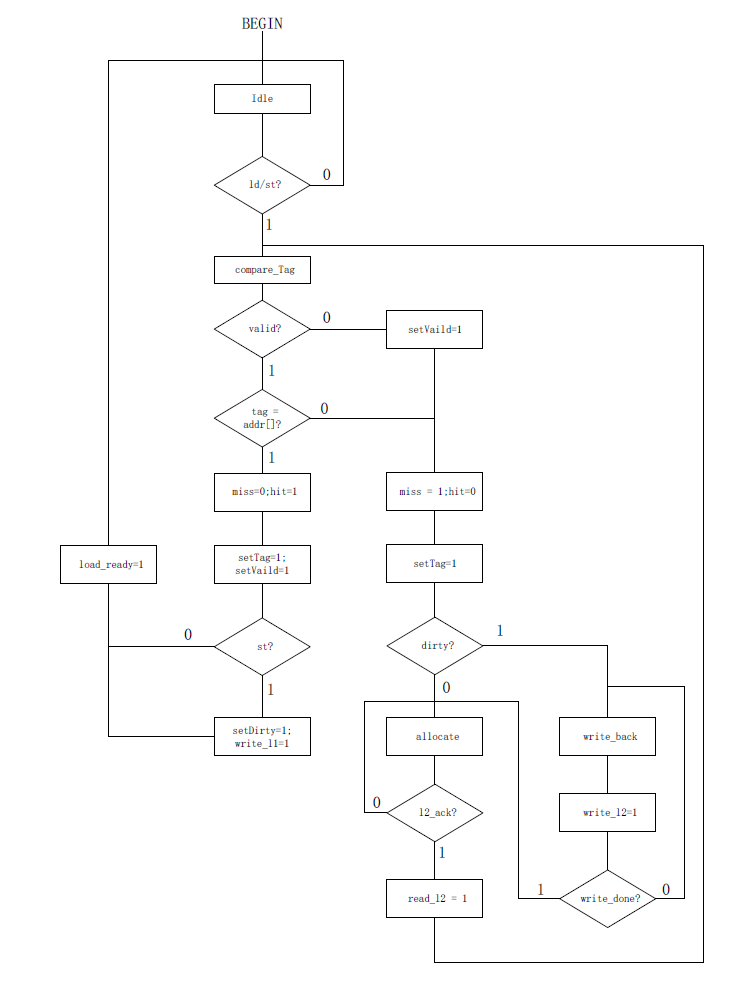 BEGIN
Idle
ld/st?
0
1
compare_Tag
valid?
0
setVaild=1
1
tag =
addr[]?
0
1
miss=0;hit=1
miss = 1;hit=0
load_ready=1
setTag=1;
setVaild=1
setTag=1
0
st?
dirty?
1
1
0
setDirty=1;
write_l1=1
allocate
write_back
0
l2_ack?
write_l2=1
1
read_l2 = 1
1
write_done?
0